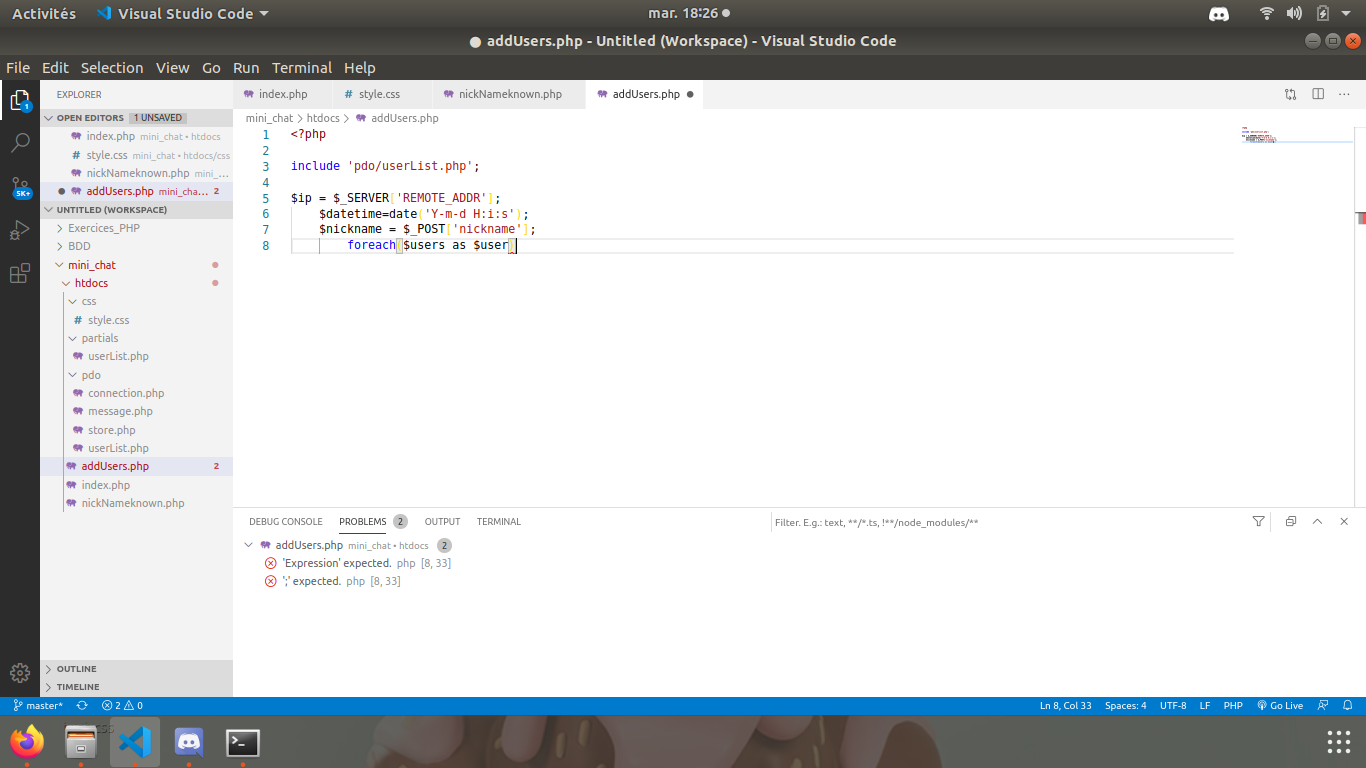 Activités Visual Studio Code mar. 18:26
addUsers.php - Untitled (Workspace) - Visual Studio Code
File Edit Selection View Go Run Terminal Help
EXPLORER
OPEN EDITORS 1 UNSAVED
index.php mini_chat • htdocs
style.css mini_chat • htdocs/css
nickNameknown.php mini_...
addUsers.php mini_cha... 2
UNTITLED (WORKSPACE)
Exercices_PHP
BDD
mini_chat
htdocs
css
style.css
partials
userList.php
pdo
connection.php
message.php
store.php
userList.php
addUsers.php 2
index.php
nickNameknown.php
OUTLINE
TIMELINE
1
5K+
index.php style.css nickNameknown.php addUsers.php
mini_chat > htdocs > addUsers.php
1 <?php
2
3 include 'pdo/userList.php';
4
5 $ip = $_SERVER['REMOTE_ADDR'];
6 $datetime=date('Y-m-d H:i:s');
7 $nickname = $_POST['nickname'];
8 foreach($users as $user)
DEBUG CONSOLE PROBLEMS 2 OUTPUT TERMINAL Filter. E.g.: text, **/*.ts, !**/node_modules/**
addUsers.php mini_chat • htdocs 2
'Expression' expected. php [8, 33]
';' expected. php [8, 33]
master* 2 0 Ln 8, Col 33 Spaces: 4 UTF-8 LF PHP Go Live